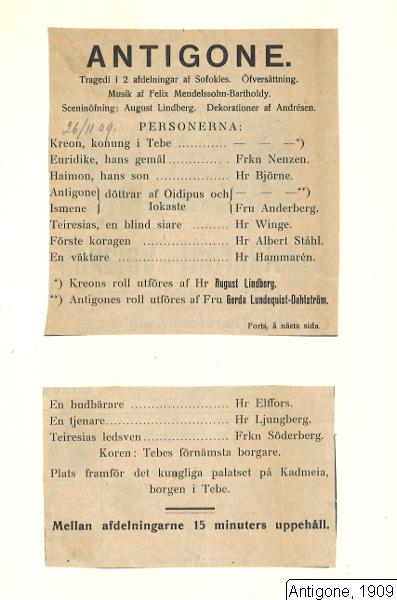 ANTIGONE.
Tragedi i 2 afdelningar af Sofokles. Öfversättning.
Musik af Felix Mendelssohn-Bartholdy.
Sceninöfning: August Lindberg. Dekorationer af Andrésen.
26/11 09.
PERSONERNA:
Kreon, konung i Tebe ............ — — —*)
Euridike, hans gemål ............. Frkn Nenzen.
Haimon, hans son ................. Hr Björne.
Antigone } döttrar af Oidipus och { — — —**)
Ismene } Iokaste { Fru Anderberg.
Teiresias, en blind siare ....... Hr Winge.
Förste koragen .................. Hr Albert Ståhl.
En väktare ....................... Hr Hammarén.
*) Kreons roll utföres af Hr August Lindberg.
**) Antigones roll utföres af Fru Gerda Lundequist-Dahlström.
Forts. å nästa sida.
En budbärare ........................ Hr Elffors.
En tjenare............................ Hr Ljungberg.
Teiresias ledsven..................... Frkn Söderberg.
Koren: Tebes förnämsta borgare.
Plats framför det kungliga palatset på Kadmeia,
borgen i Tebe.
Mellan afdelningarne 15 minuters uppehåll.
Antigone, 1909